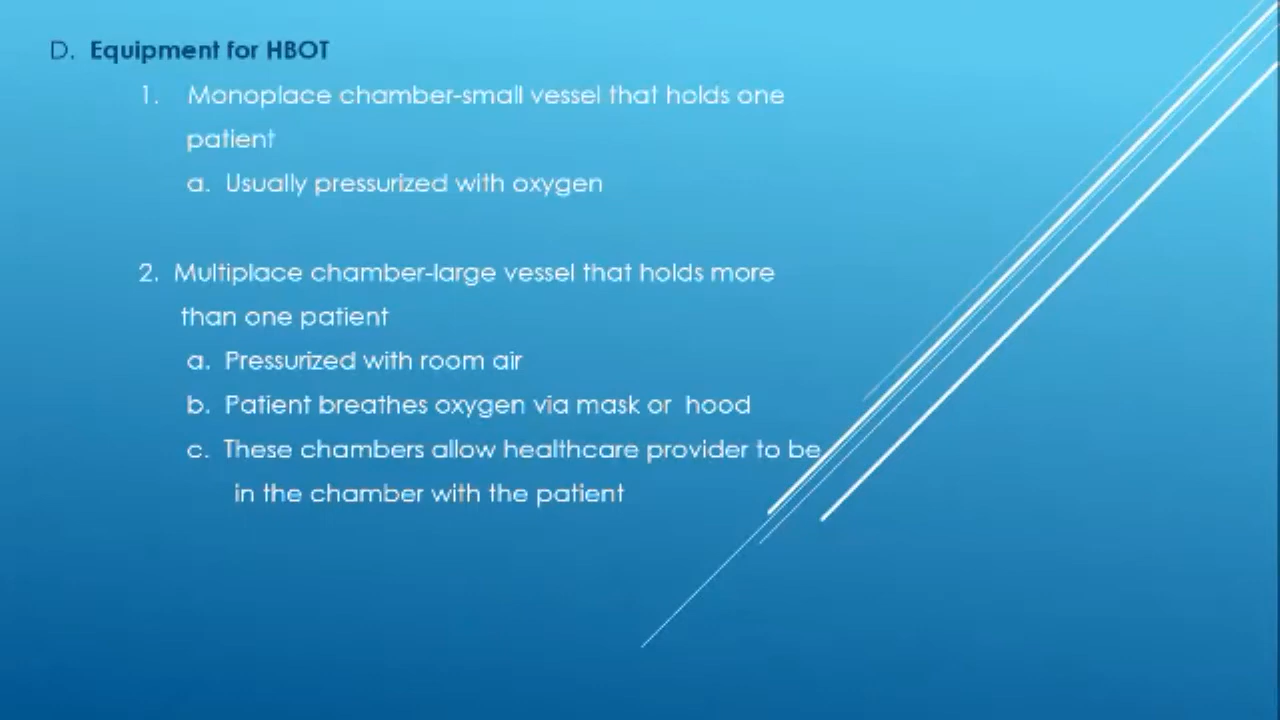 D. Equipment for HBOT
1. Monoplace chamber-small vessel that holds one
patient
a. Usually pressurized with oxygen
2. Multiplace chamber-large vessel that holds more
than one patient
a. Pressurized with room air
b. Patient breathes oxygen via mask or hood
c. These chambers allow healthcare provider to be
in the chamber with the patient